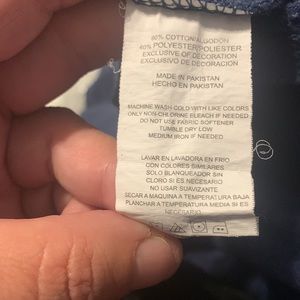 60% COTTON/ALGODON
40% POLYESTER/POLIESTER
EXCLUSIVE OF DECORATION
EXCLUSIVO DE DECORACIÓN
MADE IN PAKISTAN
HECHO EN PAKISTAN
MACHINE WASH COLD WITH LIKE COLORS
ONLY NON-CHLORINE BLEACH IF NEEDED
DO NOT USE FABRIC SOFTENER
TUMBLE DRY LOW
MEDIUM IRON IF NEEDED
LAVAR EN LAVADORA EN FRIO
CON COLORES SIMILARES
SOLO BLANQUEADOR SIN
CLORO SI ES NECESARIO
NO USAR SUAVIZANTE
SECAR A MAQUINA A TEMPERATURA BAJA
PLANCHAR A TEMPERATURA MEDIA SI ES
NECESARIO